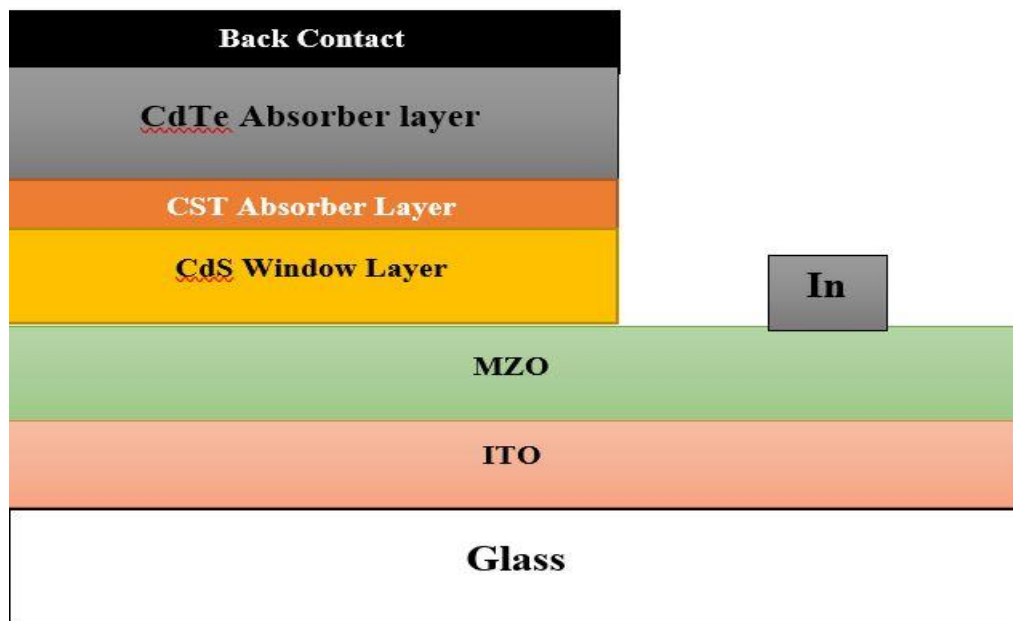 Back Contact
CdTe Absorber layer
CST Absorber Layer
CdS Window Layer
In
MZO
ITO
Glass